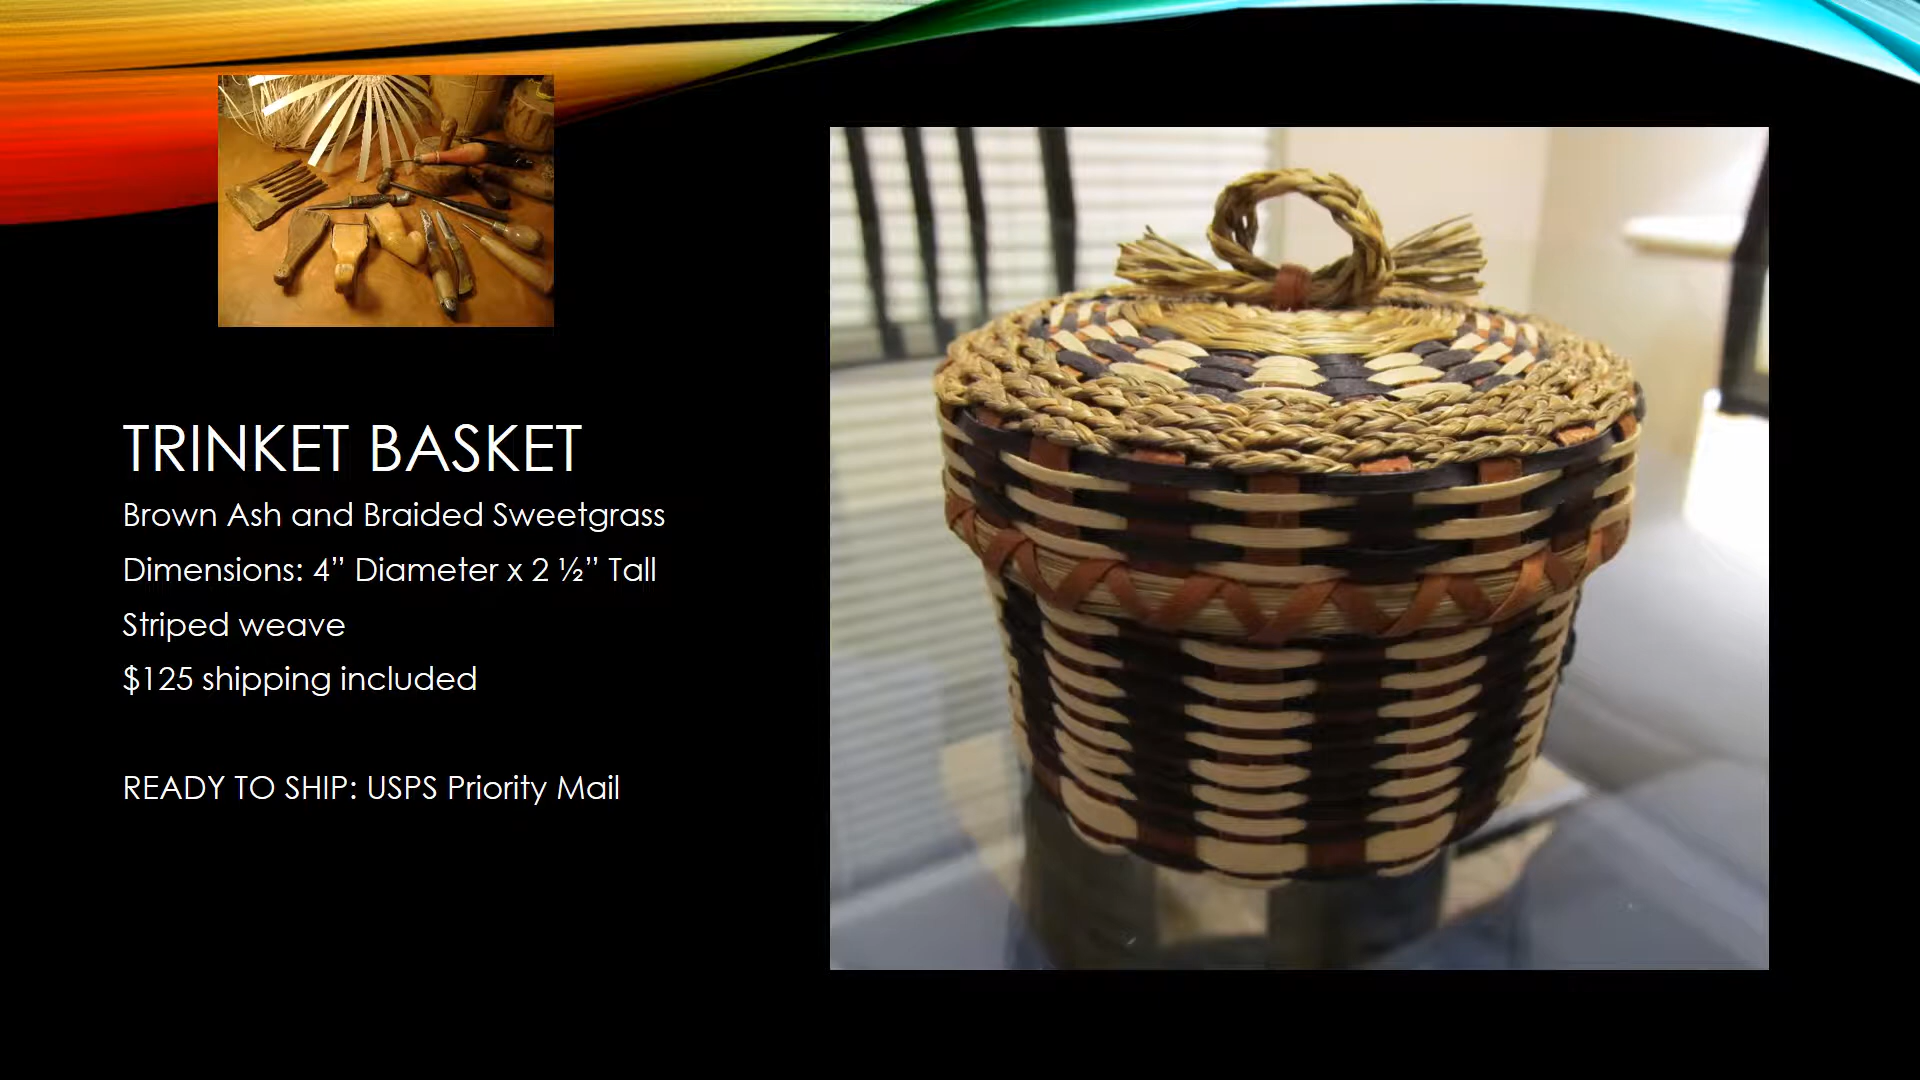 TRINKET BASKET
Brown Ash and Braided Sweetgrass
Dimensions: 4” Diameter x 2 ½” Tall
Striped weave
$125 shipping included
READY TO SHIP: USPS Priority Mail